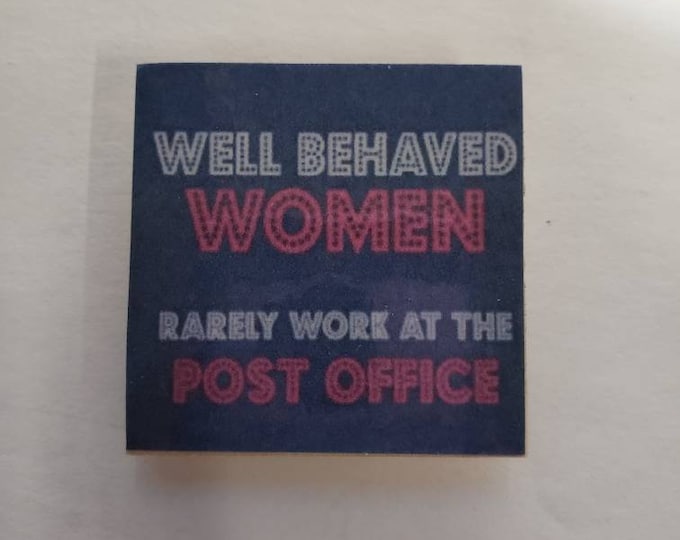 WELL BEHAVED
WOMEN
RARELY WORK AT THE
POST OFFICE